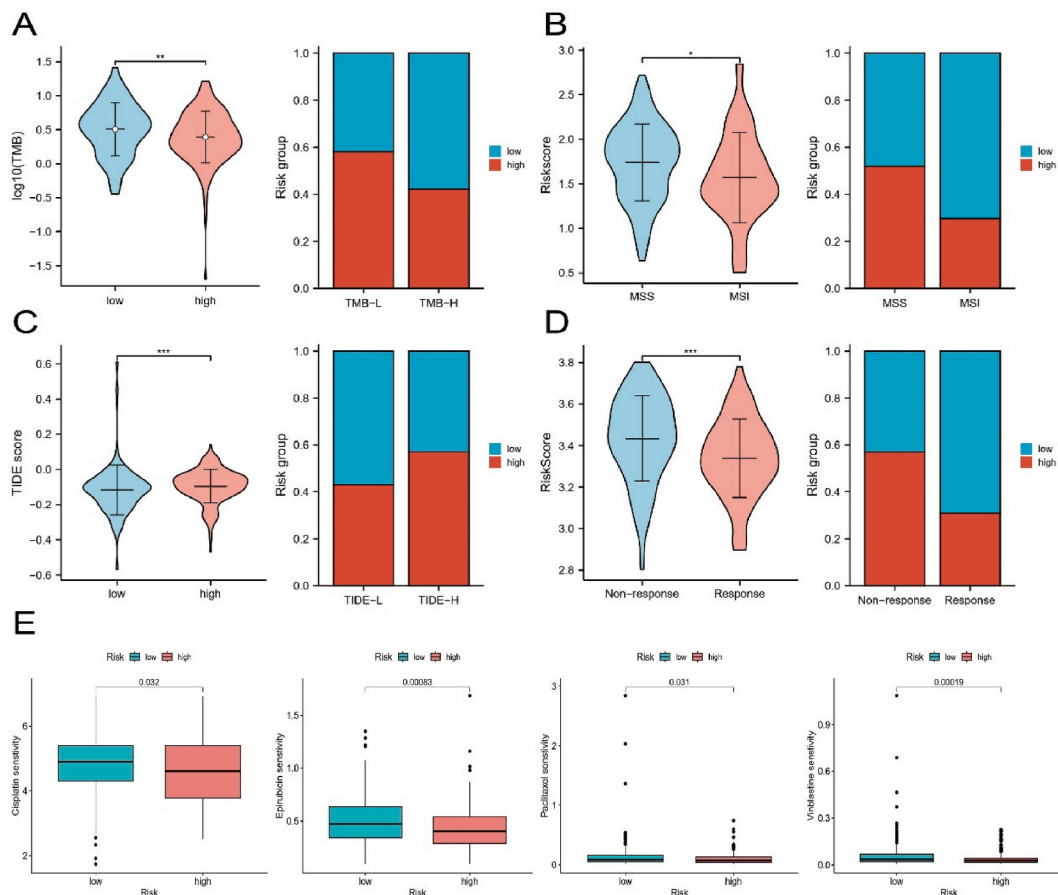 A
log10(TMB)
1.5
1.0
0.5
0.0
−0.5
−1.0
−1.5
**
low
high
Risk group
1.0
0.8
0.6
0.4
0.2
0.0
TMB−L
TMB−H
B
Riskscore
3.0
2.5
2.0
1.5
1.0
0.5
*
MSS
MSI
low
high
Risk group
1.0
0.8
0.6
0.4
0.2
0.0
MSS
MSI
low
high
C
TIDE score
0.6
0.4
0.2
−0.0
−0.2
−0.4
−0.6
***
low
high
Risk group
1.0
0.8
0.6
0.4
0.2
0.0
TIDE−L
TIDE−H
low
high
D
RiskScore
3.8
3.6
3.4
3.2
3.0
2.8
***
Non−response
Response
Risk group
1.0
0.8
0.6
0.4
0.2
0.0
Non−response
Response
low
high
E
Risk low high
0.032
Cisplatin senstivity
6
4
2
low
high
Risk
Risk low high
0.00083
Epirubicin senstivity
1.5
1.0
0.5
low
high
Risk
Risk low high
0.031
Paclitaxol senstivity
3
2
1
0
low
high
Risk
Risk low high
0.00019
Vinblastine senstivity
0.9
0.6
0.3
0.0
low
high
Risk